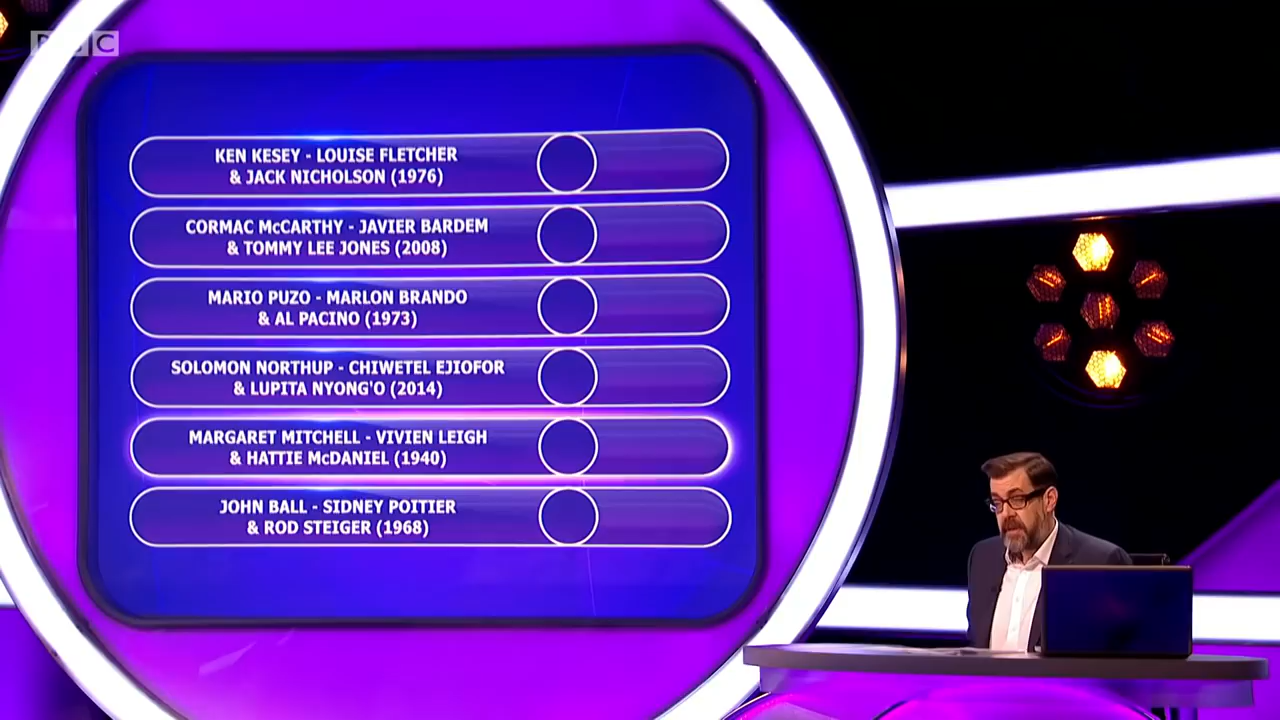 BBC
KEN KESEY - LOUISE FLETCHER
& JACK NICHOLSON (1976)
CORMAC McCARTHY - JAVIER BARDEM
& TOMMY LEE JONES (2008)
MARIO PUZO - MARLON BRANDO
& AL PACINO (1973)
SOLOMON NORTHUP - CHIWETEL EJIOFOR
& LUPITA NYONG'O (2014)
MARGARET MITCHELL - VIVIEN LEIGH
& HATTIE McDANIEL (1940)
JOHN BALL - SIDNEY POITIER
& ROD STEIGER (1968)